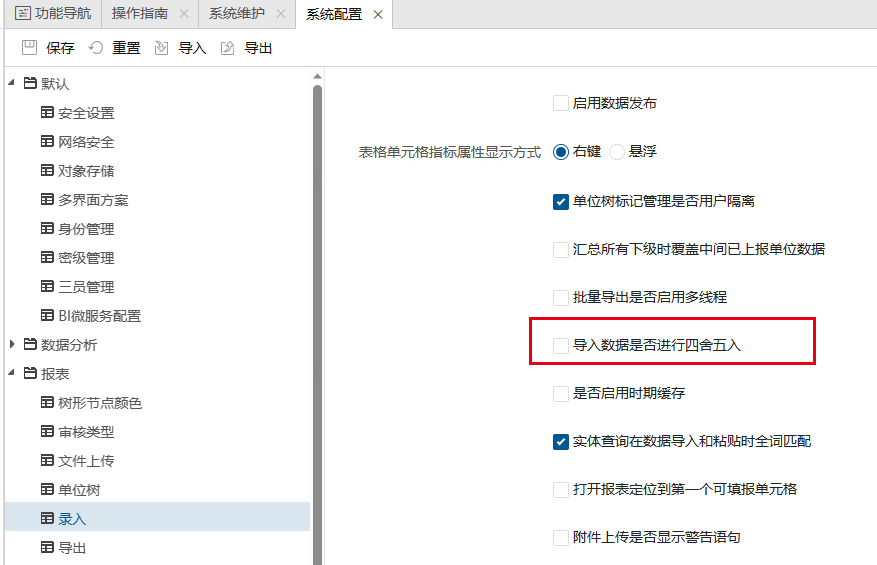 功能导航 操作指南 系统维护 系统配置
保存 重置 导入 导出
默认
安全设置
网络安全
对象存储
多界面方案
身份管理
密级管理
三员管理
BI微服务配置
数据分析
报表
树形节点颜色
审核类型
文件上传
单位树
录入
导出
启用数据发布
表格单元格指标属性显示方式 右键 悬浮
单位树标记管理是否用户隔离
汇总所有下级时覆盖中间已上报单位数据
批量导出是否启用多线程
导入数据是否进行四舍五入
是否启用时期缓存
实体查询在数据导入和粘贴时全词匹配
打开报表定位到第一个可填报单元格
附件上传是否显示警告语句